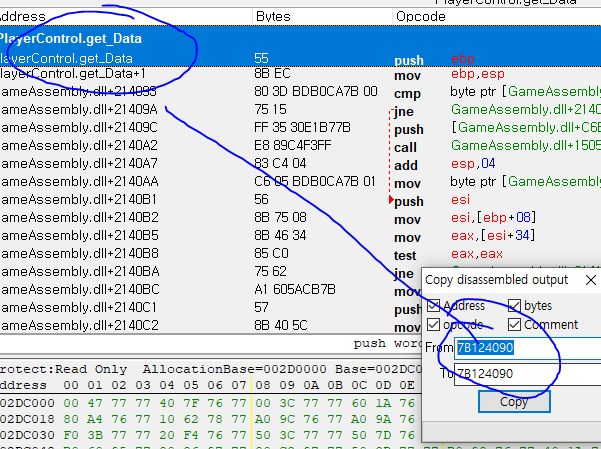 Address Bytes Opcode
PlayerControl.get_Data
ayerControl.get_Data 55 push ebp
layerControl.get_Data+1 8B EC mov ebp,esp
ameAssembly.dll+214093 80 3D BDB0CA7B 00 cmp byte ptr [GameAssembly.d
ameAssembly.dll+21409A 75 15 jne GameAssembly.dll+2140
ameAssembly.dll+21409C FF 35 30E1B77B push [GameAssembly.dll+C6E
ameAssembly.dll+2140A2 E8 89C4F3FF call GameAssembly.dll+1505
ameAssembly.dll+2140A7 83 C4 04 add esp,04
ameAssembly.dll+2140AA C6 05 BDB0CA7B 01 mov byte ptr [GameAssembly.d
ameAssembly.dll+2140B1 56 push esi
ameAssembly.dll+2140B2 8B 75 08 mov esi,[ebp+08]
ameAssembly.dll+2140B5 8B 46 34 mov eax,[esi+34]
ameAssembly.dll+2140B8 85 C0 test eax,eax
ameAssembly.dll+2140BA 75 62 jne
ameAssembly.dll+2140BC A1 605ACB7B mov
ameAssembly.dll+2140C1 57 push
ameAssembly.dll+2140C2 8B 40 5C mov
push wor
Copy disassembled output
Address bytes
opcode Comment
From 7B124090
To 7B124090
Copy
rotect:Read Only AllocationBase=002D0000 Base=002DC
ddress 00 01 02 03 04 05 06 07 08 09 0A 0B 0C 0D 0E
02DC000 00 47 77 77 40 7F 76 77 00 3C 77 77 60 1A 76
02DC018 80 A4 76 77 10 62 78 77 A0 9C 76 77 A0 9A 76
02DC030 F0 3B 77 77 20 F4 76 77 50 3C 77 77 50 7D 76